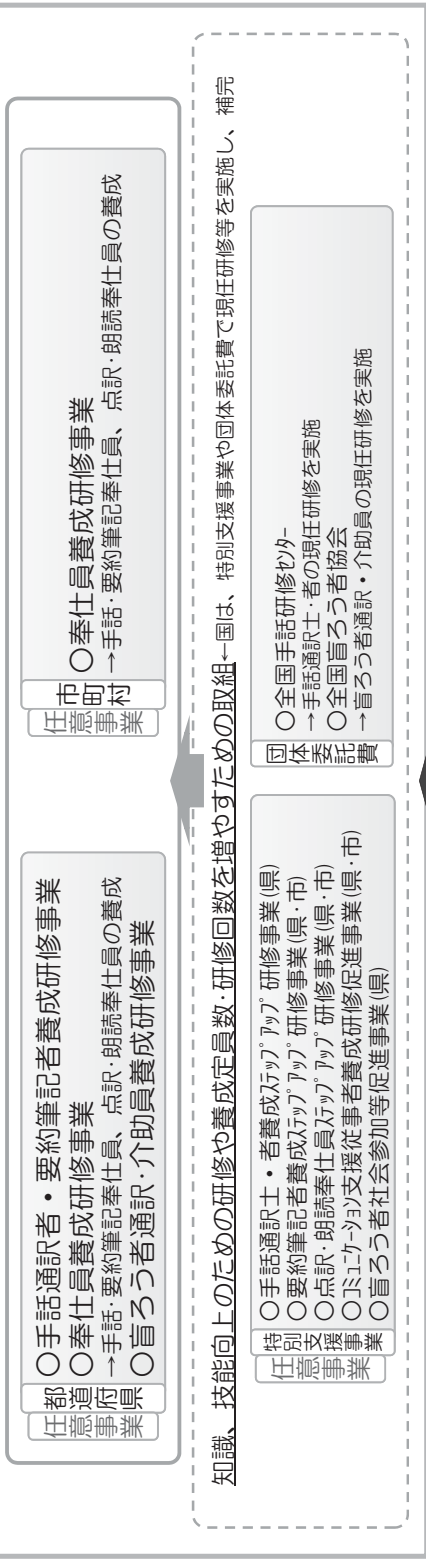 任意事業
都道府県
○手話通訳者・要約筆記者養成研修事業
○奉仕員養成研修事業
→手話･要約筆記奉仕員、点訳･朗読奉仕員の養成
○盲ろう者通訳･介助員養成研修事業
任意事業
市町村
○奉仕員養成研修事業
→手話･要約筆記奉仕員、点訳･朗読奉仕員の養成
知識、技能向上のための研修や養成定員数･研修回数を増やすための取組←国は、特別支援事業や団体委託費で現任研修等を実施し、補完
任意事業
特別支援事業
○手話通訳士・者養成ｽﾃｯﾌﾟｱｯﾌﾟ研修事業(県)
○要約筆記者養成ｽﾃｯﾌﾟｱｯﾌﾟ研修事業(県･市)
○点訳･朗読奉仕員ｽﾃｯﾌﾟｱｯﾌﾟ研修事業(県･市)
○ｺﾐｭﾆｹｰｼｮﾝ支援従事者養成研修促進事業(県･市)
○盲ろう者社会参加等促進事業(県)
団体委託費
○全国手話研修ｾﾝﾀｰ
→手話通訳士･者の現任研修を実施
○全国盲ろう者協会
→盲ろう者通訳・介助員の現任研修を実施